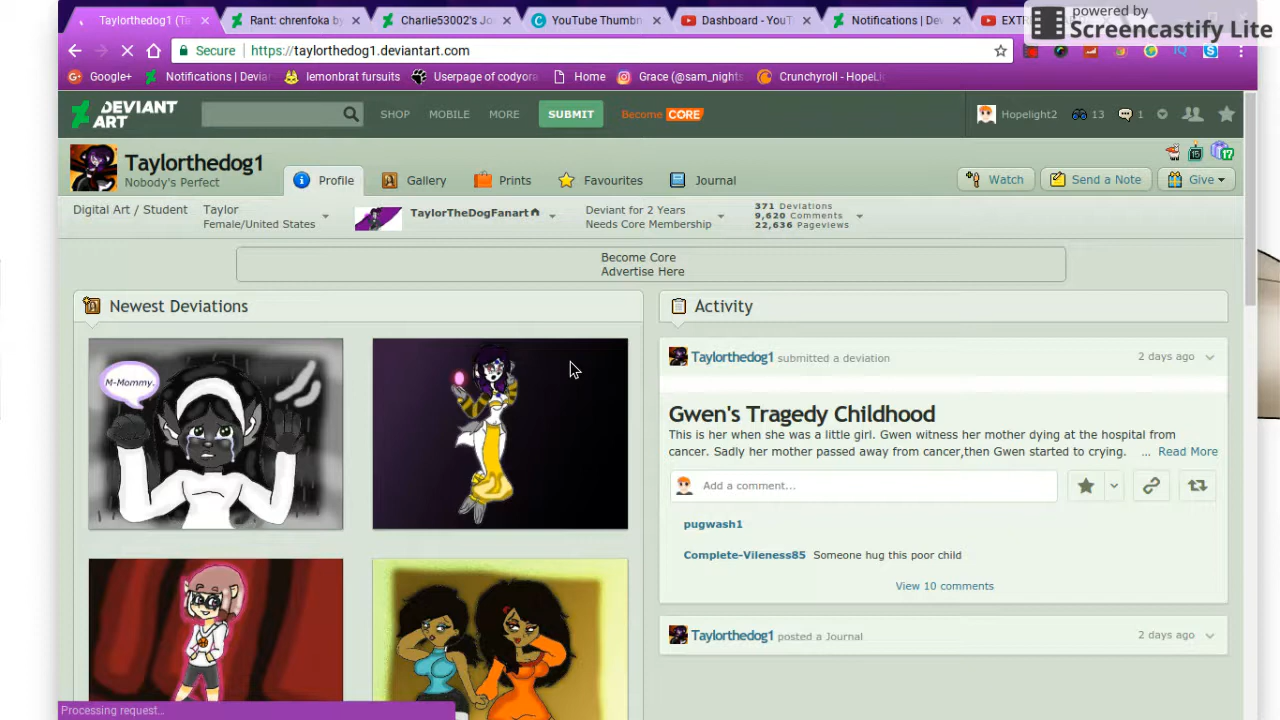 powered by
Screencastify Lite
Taylorthedog1 (Ta
Rant: chrenfoka by
Charlie53002's Jo
YouTube Thumbn
Dashboard - YouT
Notifications | Dev
EXTR
Secure
https://taylorthedog1.deviantart.com
Google+
Notifications | Devia
lemonbrat fursuits
Userpage of codyora
Home
Grace (@sam_nights
Crunchyroll - HopeLi
DEVIANT
ART
SHOP
MOBILE
MORE
SUBMIT
Become CORE
Hopelight2
13
1
Taylorthedog1
Nobody's Perfect
Profile
Gallery
Prints
Favourites
Journal
15
17
Watch
Send a Note
Give
Digital Art / Student
Taylor
Female/United States
TaylorTheDogFanart
Deviant for 2 Years
Needs Core Membership
371 Deviations
9,620 Comments
22,636 Pageviews
Become Core
Advertise Here
Newest Deviations
M-Mommy.
Activity
Taylorthedog1 submitted a deviation
2 days ago
Gwen's Tragedy Childhood
This is her when she was a little girl. Gwen witness her mother dying at the hospital from
cancer. Sadly her mother passed away from cancer,then Gwen started to crying. ... Read More
Add a comment...
pugwash1
Complete-Vileness85 Someone hug this poor child
View 10 comments
Taylorthedog1 posted a Journal
2 days ago
Processing request...